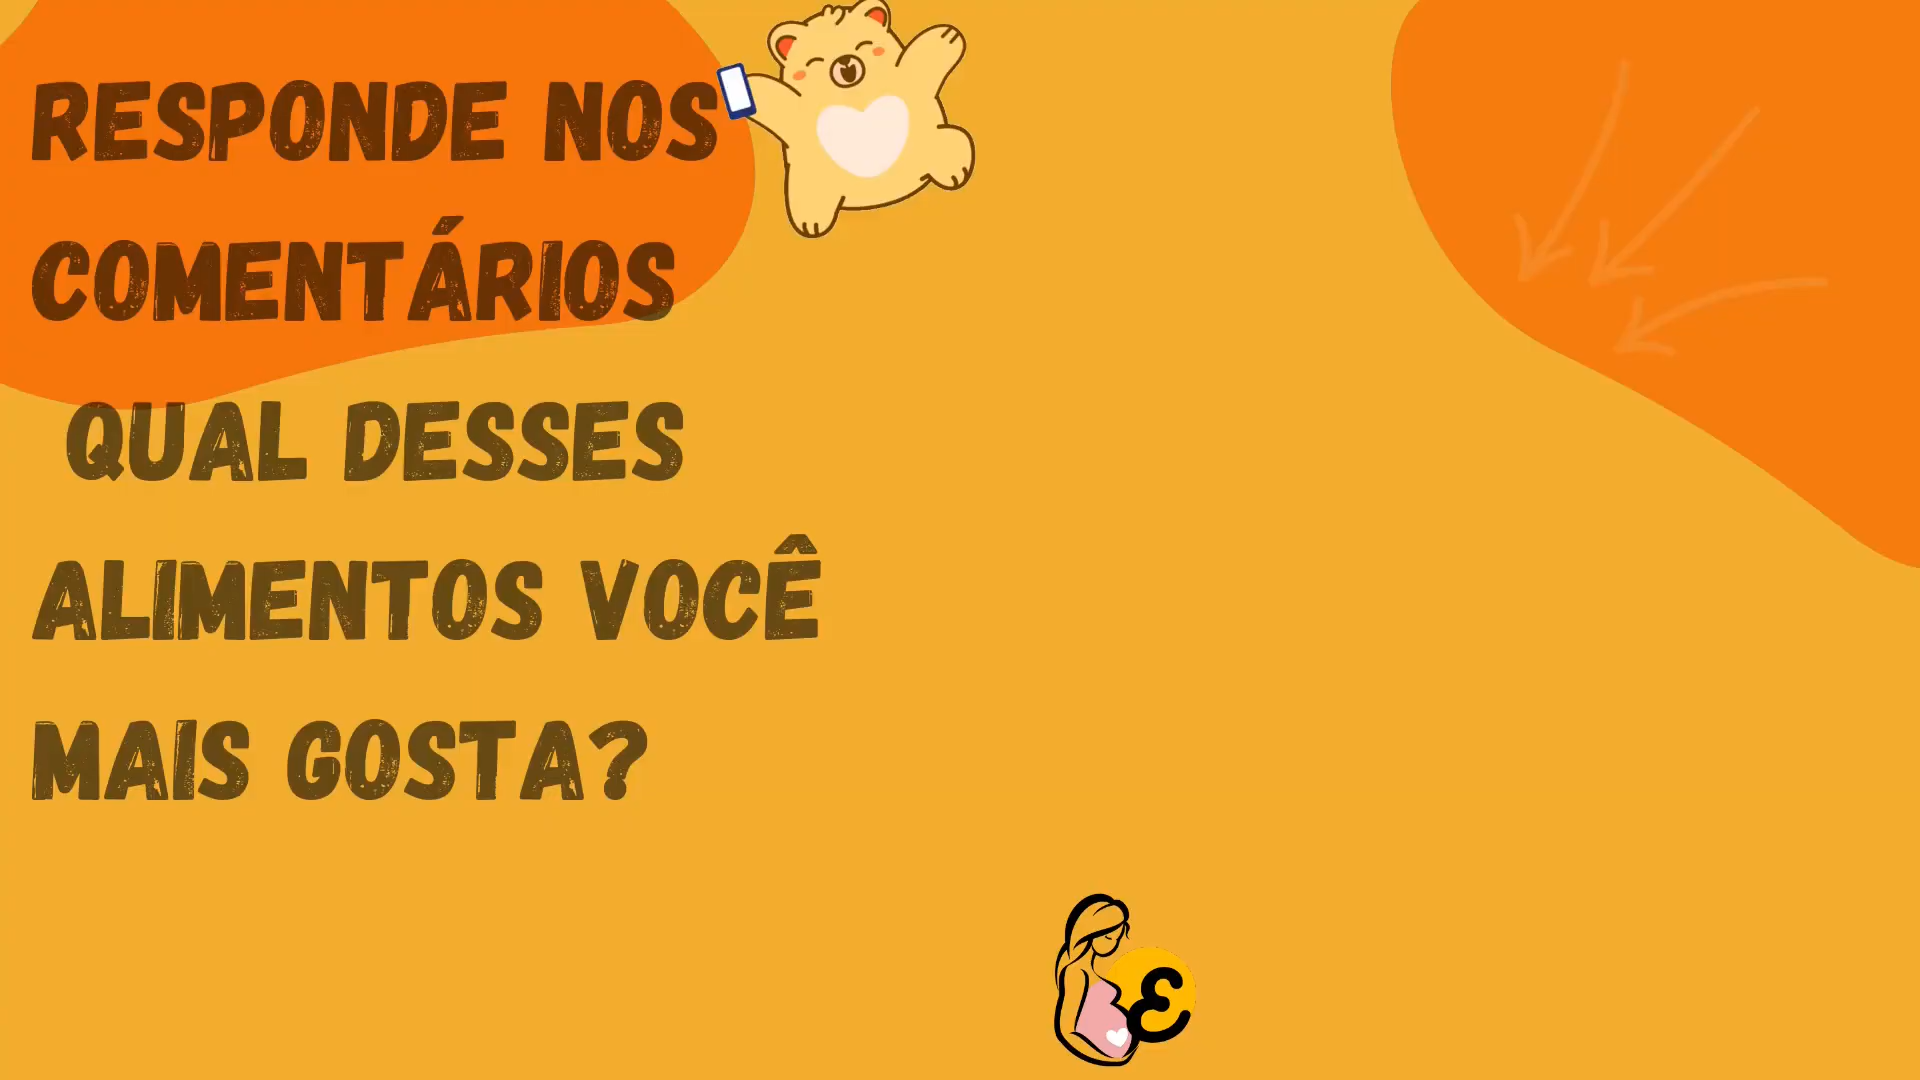 RESPONDE NOS
COMENTÁRIOS
QUAL DESSES
ALIMENTOS VOCÊ
MAIS GOSTA?
ε